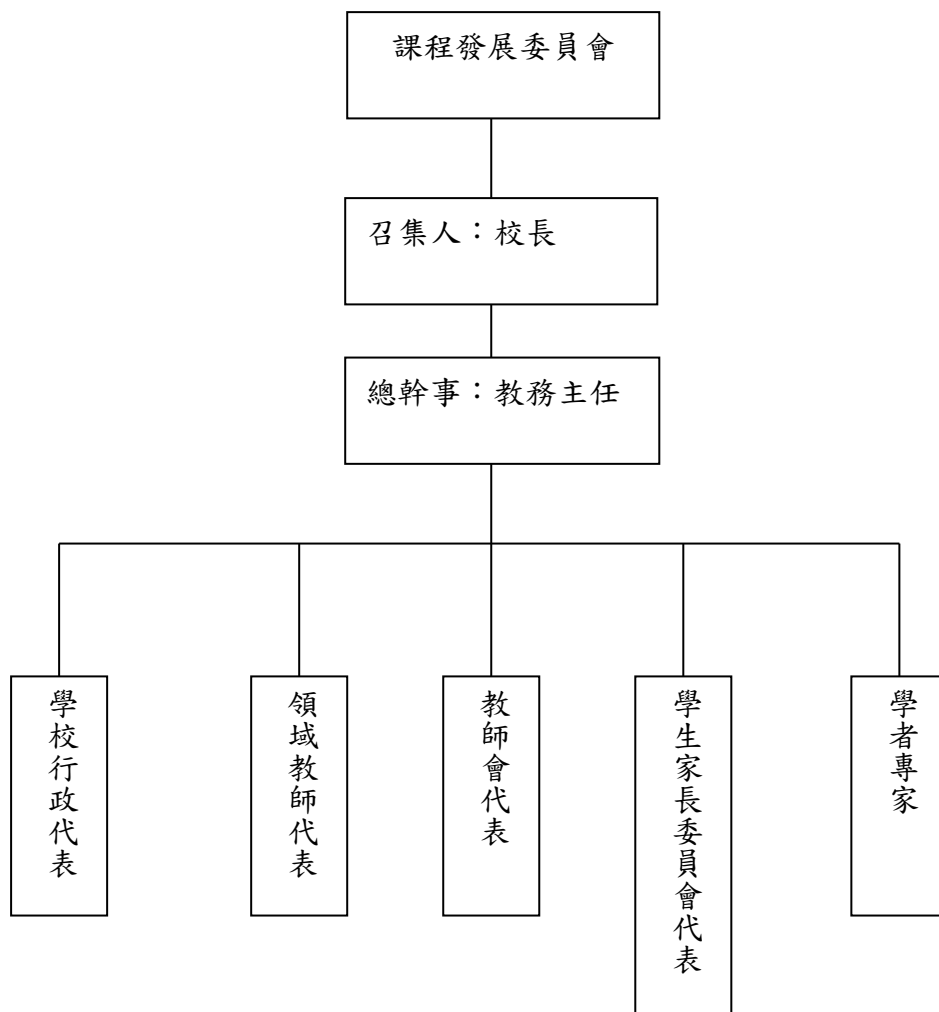 課程發展委員會
召集人：校長
總幹事：教務主任
學校行政代表
領域教師代表
教師會代表
學生家長委員會代表
學者專家